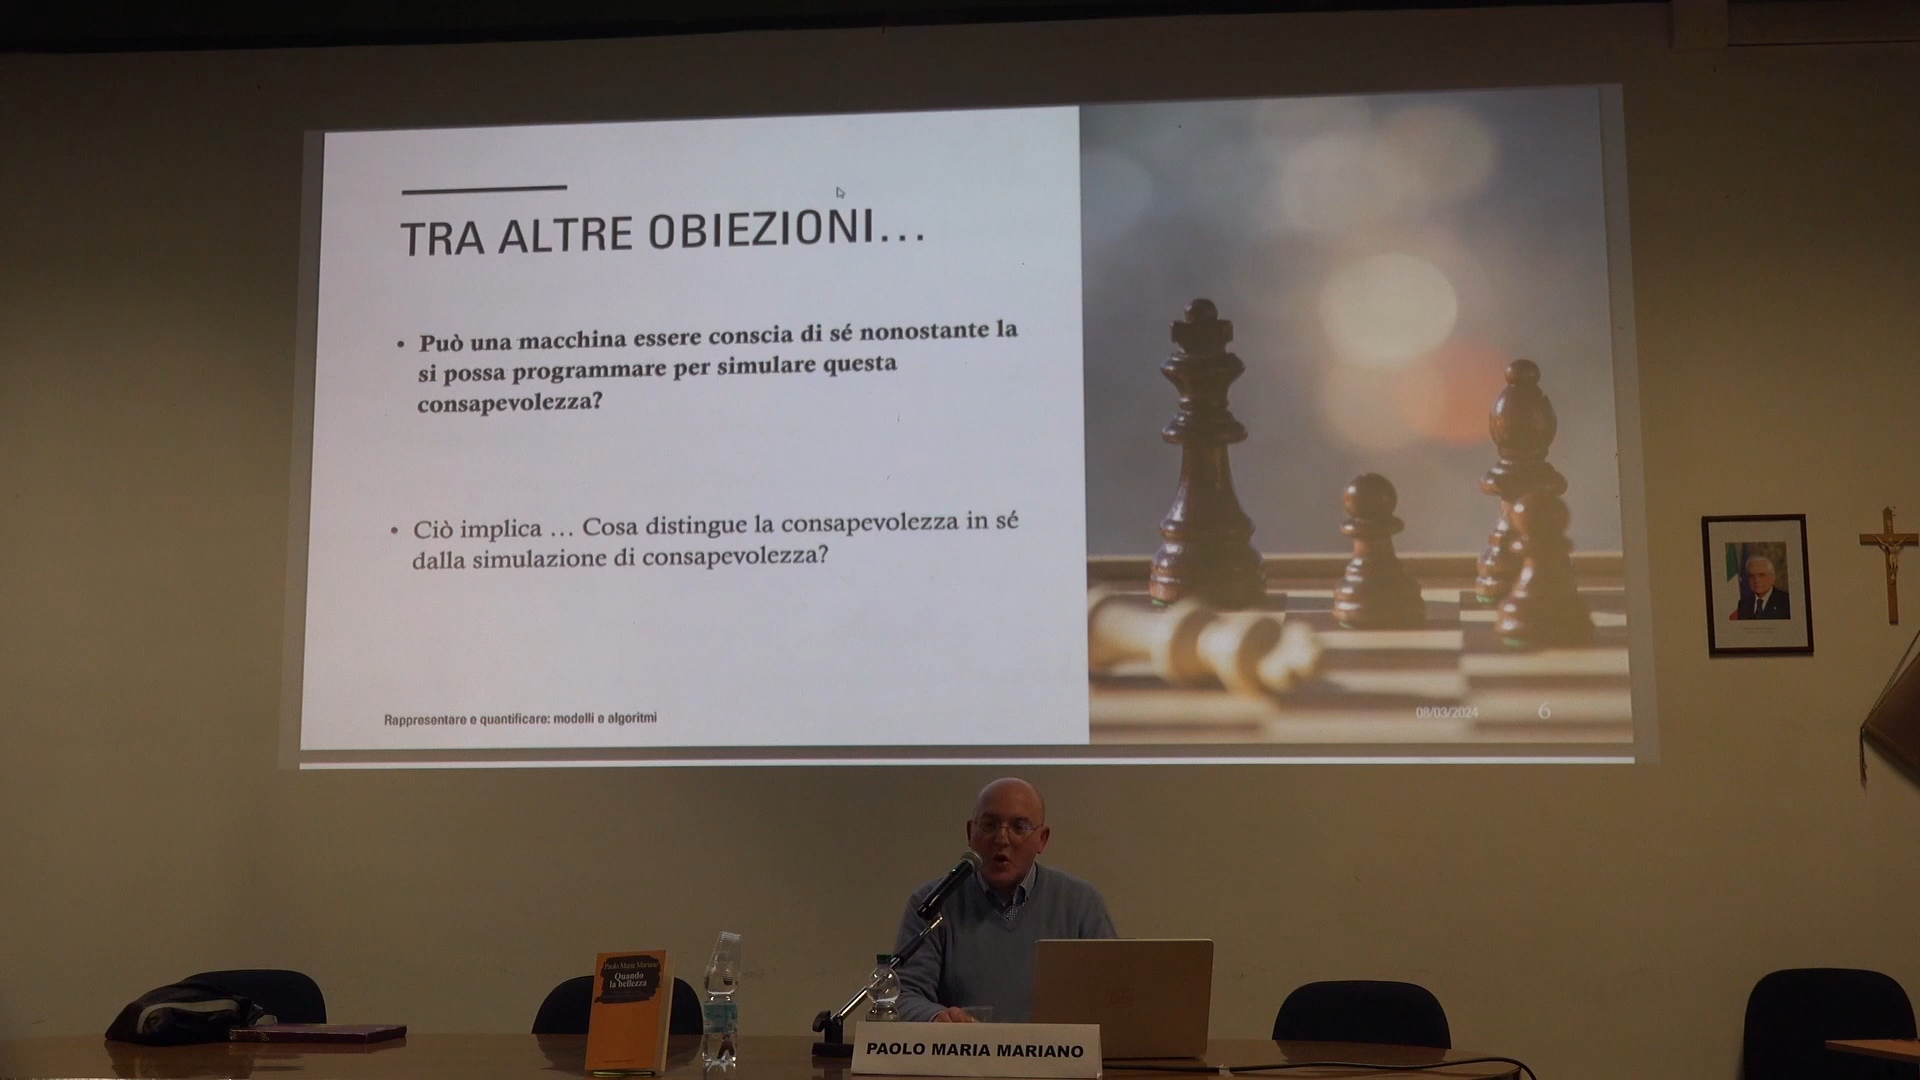 TRA ALTRE OBIEZIONI...
• Può una macchina essere conscia di sé nonostante la
si possa programmare per simulare questa
consapevolezza?
• Ciò implica ... Cosa distingue la consapevolezza in sé
dalla simulazione di consapevolezza?
Rappresentare e quantificare: modelli e algoritmi
08/03/2024
6
Paolo Maria Mariano
Quando
la bellezza
PAOLO MARIA MARIANO